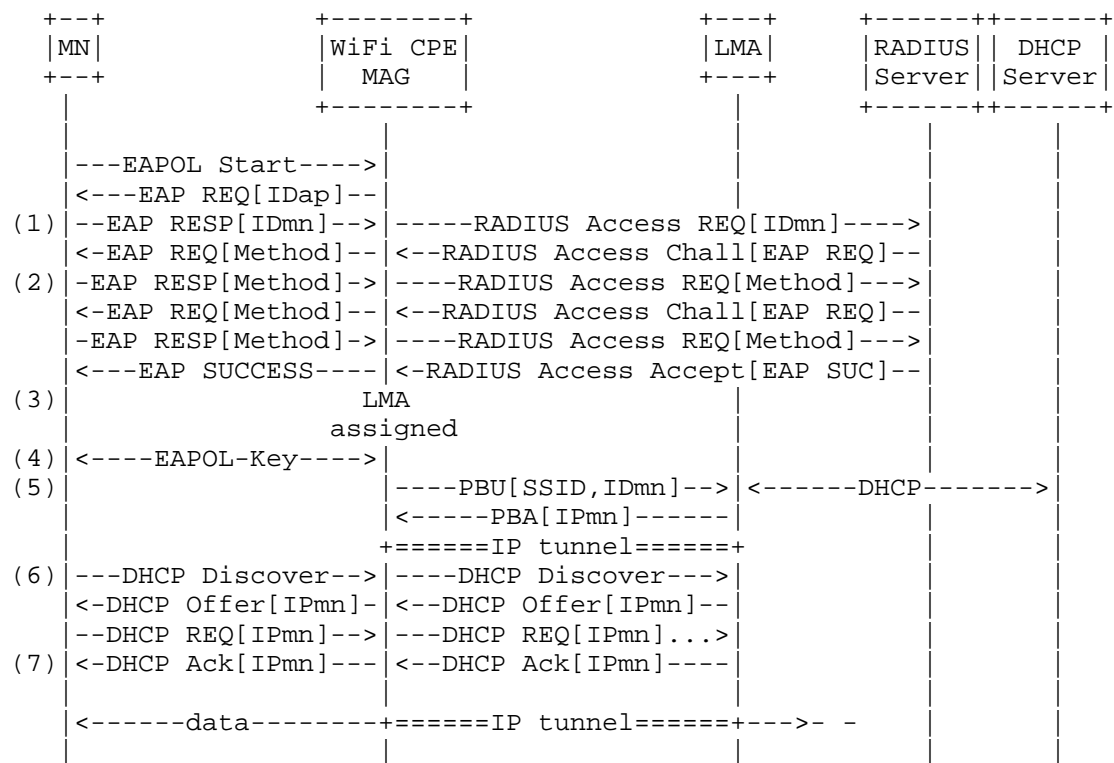 +--+ +--------+ +---+ +------++------+
|MN| |WiFi CPE| |LMA| |RADIUS|| DHCP |
+--+ | MAG | +---+ |Server||Server|
| +--------+ | +------++------+
| | | | |
|---EAPOL Start---->| | | |
|<---EAP REQ[IDap]--| | | |
(1)|--EAP RESP[IDmn]-->|-----RADIUS Access REQ[IDmn]---->| |
|<-EAP REQ[Method]--|<--RADIUS Access Chall[EAP REQ]--| |
(2)|-EAP RESP[Method]->|----RADIUS Access REQ[Method]--->| |
|<-EAP REQ[Method]--|<--RADIUS Access Chall[EAP REQ]--| |
|-EAP RESP[Method]->|----RADIUS Access REQ[Method]--->| |
|<---EAP SUCCESS----|<-RADIUS Access Accept[EAP SUC]--| |
(3)| LMA | | |
| assigned | | |
(4)|<----EAPOL-Key---->| | | |
(5)| |----PBU[SSID,IDmn]-->|<------DHCP------->|
| |<-----PBA[IPmn]------| | |
| +======IP tunnel======+ | |
(6)|---DHCP Discover-->|----DHCP Discover--->| | |
|<-DHCP Offer[IPmn]-|<--DHCP Offer[IPmn]--| | |
|--DHCP REQ[IPmn]-->|---DHCP REQ[IPmn]...>| | |
(7)|<-DHCP Ack[IPmn]---|<--DHCP Ack[IPmn]----| | |
| | | | |
|<------data--------+======IP tunnel======+--->- - | |
| | | | |